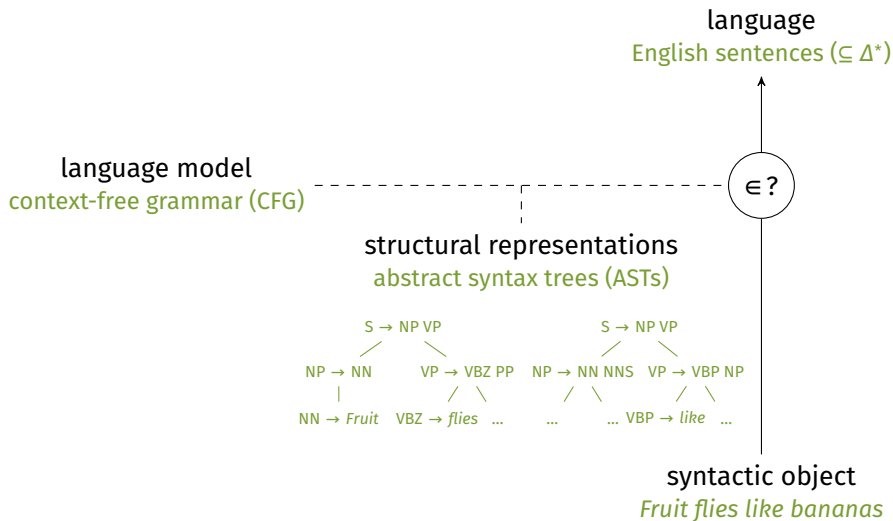 language
English sentences (⊆ Δ*)
language model
context-free grammar (CFG)
∈ ?
structural representations
abstract syntax trees (ASTs)
S → NP VP
S → NP VP
NP → NN
VP → VBZ PP
NP → NN NNS
VP → VBP NP
NN → Fruit
VBZ → flies
...
...
...
VBP → like
...
syntactic object
Fruit flies like bananas